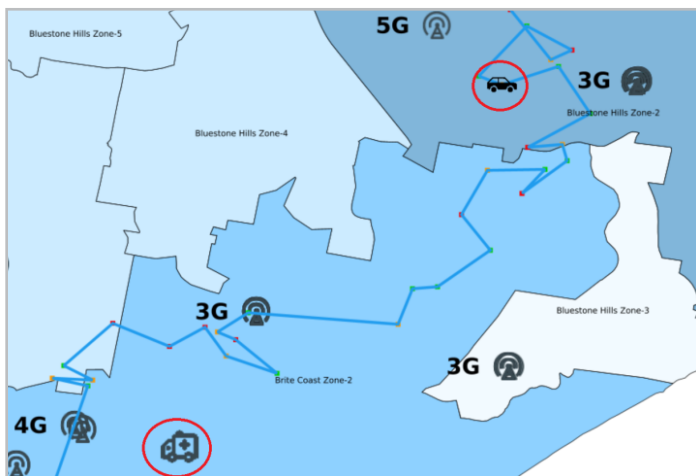 5G
Bluestone Hills Zone-5
3G
Bluestone Hills Zone-2
Bluestone Hills Zone-4
3G
Bluestone Hills Zone-3
3G
Brite Coast Zone-2
4G